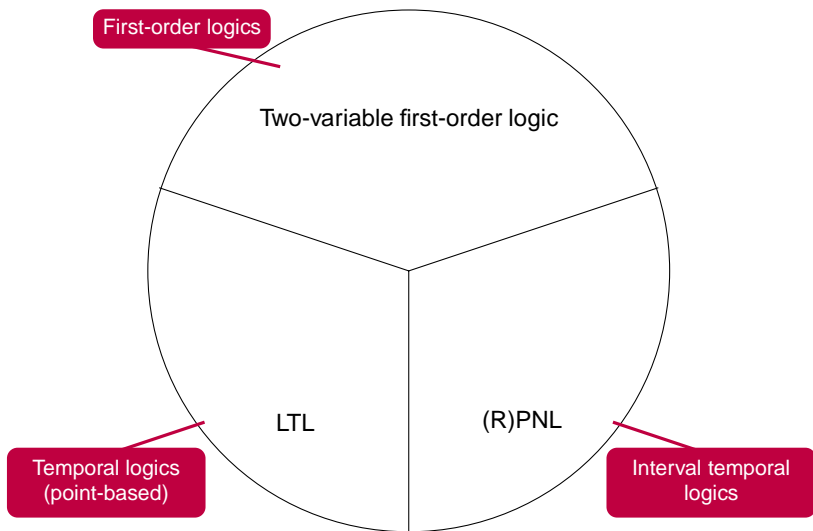 First-order logics
Two-variable first-order logic
LTL
(R)PNL
Temporal logics
(point-based)
Interval temporal
logics